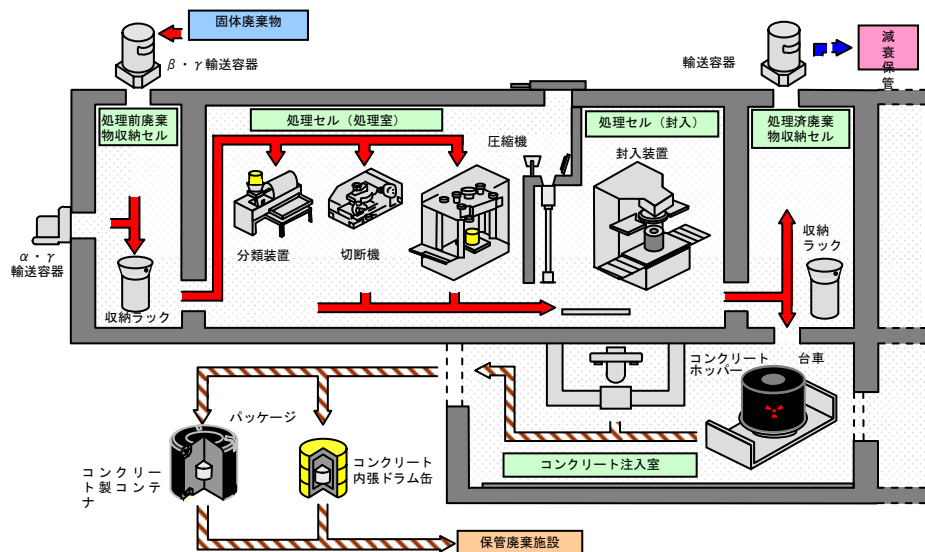 固体廃棄物
β・γ輸送容器
輸送容器
減
衰
保
管
処理前廃棄
物収納セル
処理セル（処理室）
圧縮機
処理セル（封入）
処理済廃棄
物収納セル
封入装置
α・γ
輸送容器
分類装置
切断機
収納
ラック
収納ラック
コンクリート
ホッパー
台車
パッケージ
コンクリー
ト製コンテ
ナ
コンクリート
内張ドラム缶
コンクリート注入室
保管廃棄施設